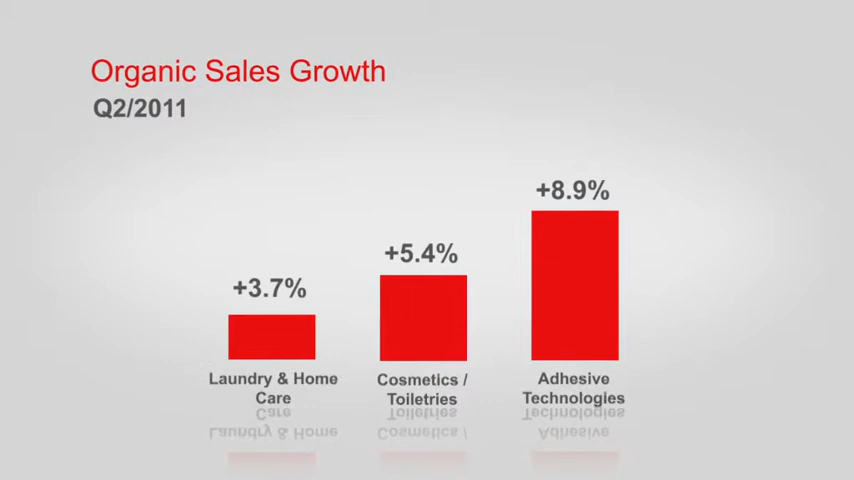 Organic Sales Growth
Q2/2011
+3.7%
+5.4%
+8.9%
Laundry & Home
Care
Cosmetics /
Toiletries
Adhesive
Technologies